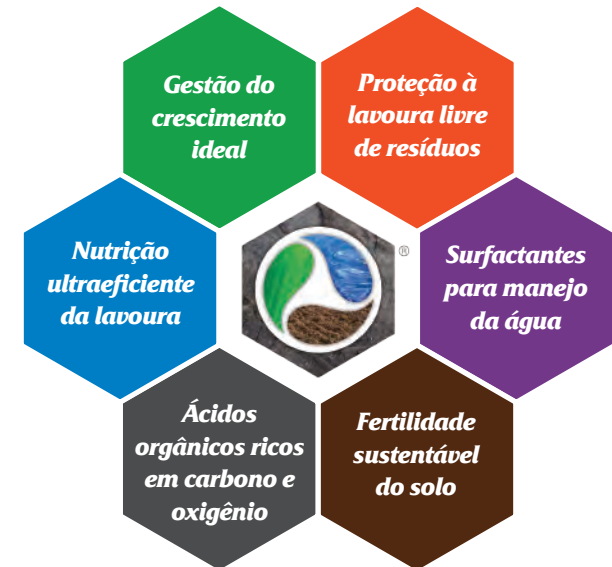 Gestão do
crescimento
ideal
Proteção à
lavoura livre
de resíduos
Nutrição
ultraeficiente
da lavoura
®
Surfactantes
para manejo
da água
Ácidos
orgânicos ricos
em carbono e
oxigênio
Fertilidade
sustentável
do solo